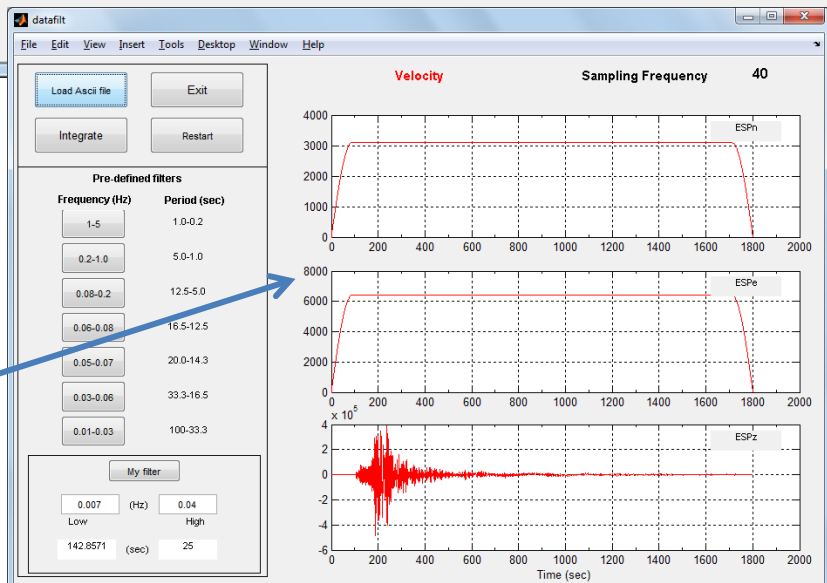 datafilt
File Edit View Insert Tools Desktop Window Help
Load Ascii file Exit
Integrate Restart
Pre-defined filters
Frequency (Hz) Period (sec)
1-5 1.0-0.2
0.2-1.0 5.0-1.0
0.08-0.2 12.5-5.0
0.06-0.08 16.5-12.5
0.05-0.07 20.0-14.3
0.03-0.06 33.3-16.5
0.01-0.03 100-33.3
My filter
0.007 (Hz) 0.04
Low High
142.8571 (sec) 25
Velocity Sampling Frequency 40
ESPn
4000
3000
2000
1000
0
0 200 400 600 800 1000 1200 1400 1600 1800 2000
ESPe
8000
6000
4000
2000
0
0 200 400 600 800 1000 1200 1400 1600 1800 2000
x 10^5
ESPz
4
2
0
-2
-4
-6
0 200 400 600 800 1000 1200 1400 1600 1800 2000
Time (sec)